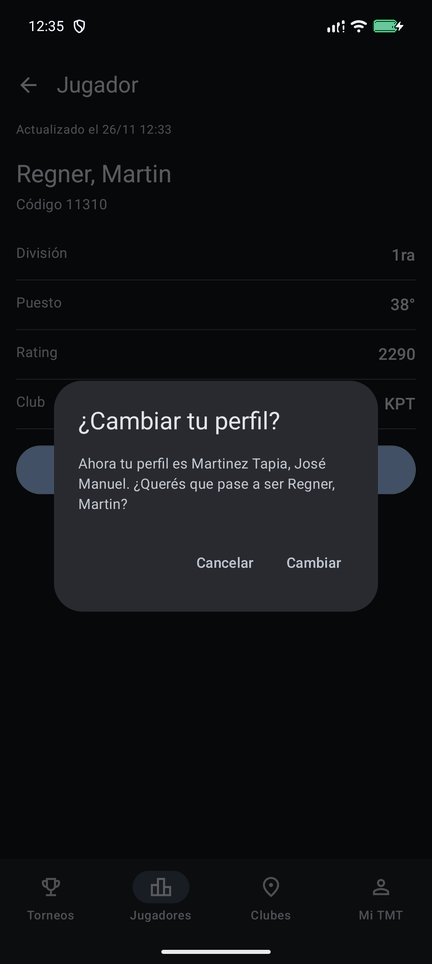 12:35
Jugador
Actualizado el 26/11 12:33
Regner, Martin
Código 11310
División 1ra
Puesto 38°
Rating 2290
Club KPT
¿Cambiar tu perfil?
Ahora tu perfil es Martinez Tapia, José
Manuel. ¿Querés que pase a ser Regner,
Martin?
Cancelar Cambiar
Torneos Jugadores Clubes Mi TMT